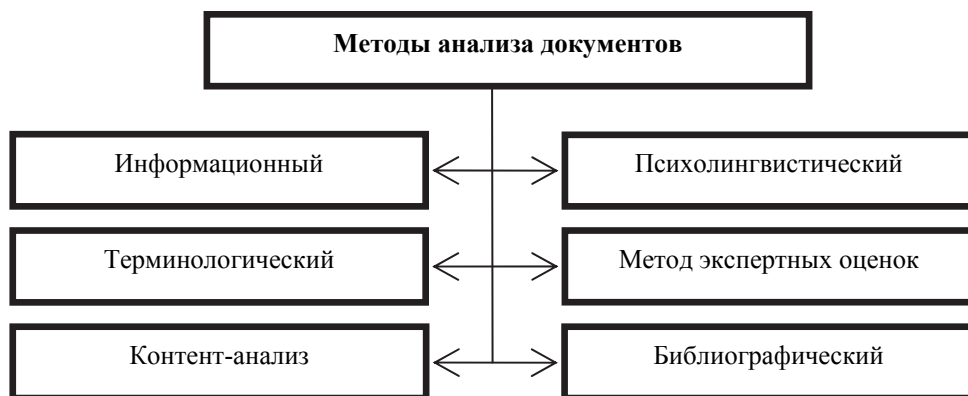 Методы анализа документов
Информационный
Психолингвистический
Терминологический
Метод экспертных оценок
Контент-анализ
Библиографический